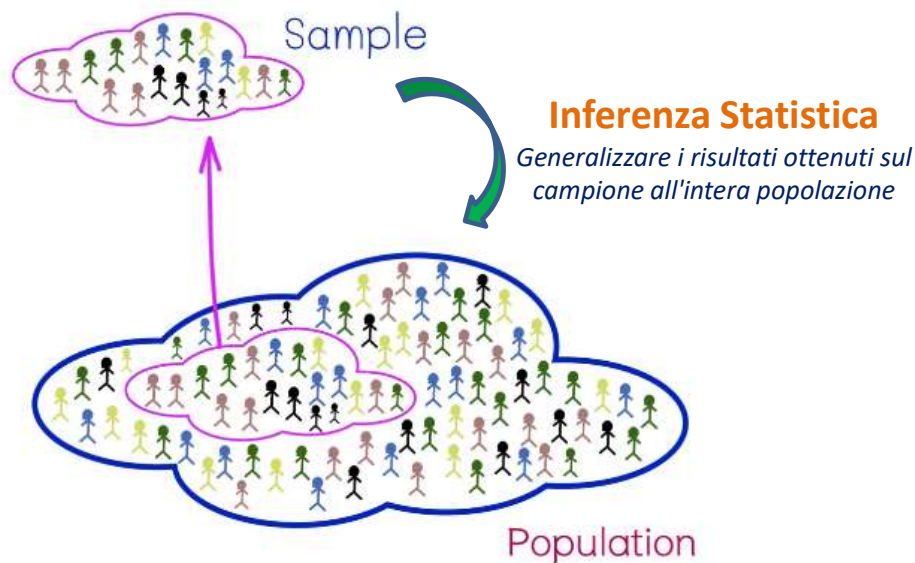 Sample
Inferenza Statistica
Generalizzare i risultati ottenuti sul
campione all'intera popolazione
Population